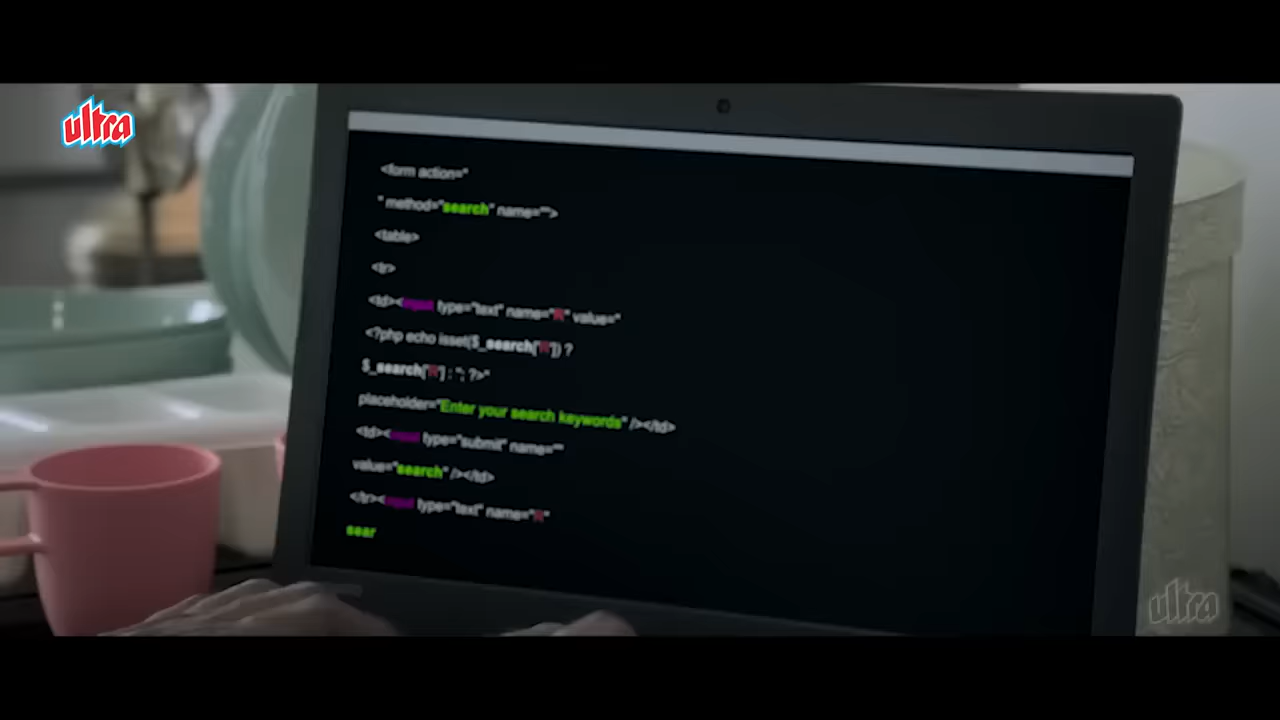 ultra
<form action="
" method="search" name="">
<table>
<tr>
<td><input type="text" name="R" value="
<?php echo isset($_search['R']) ?
$_search['R'] : ''; ?>"
placeholder="Enter your search keywords" /></td>
<td><input type="submit" name=""
value="search" /></td>
</tr><input type="text" name="R"
sear
ultra